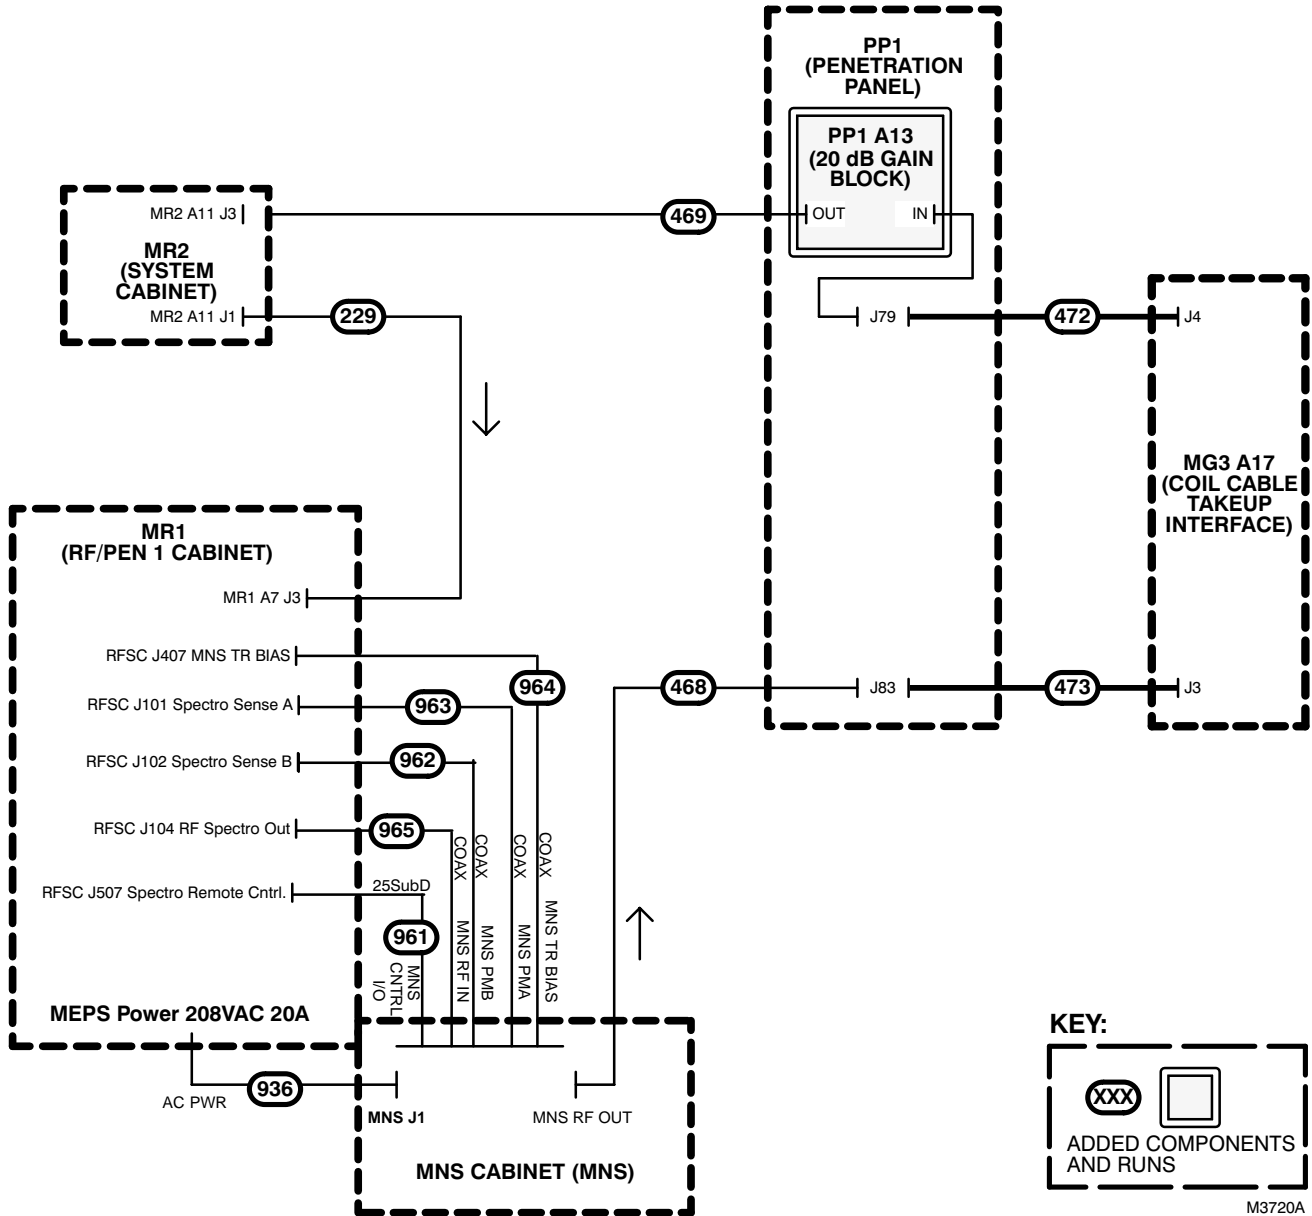 PP1
(PENETRATION
PANEL)
PP1 A13
(20 dB GAIN
BLOCK)
OUT
IN
MR2 A11 J3
469
MR2
(SYSTEM
CABINET)
MR2 A11 J1
229
J79
472
J4
MG3 A17
(COIL CABLE
TAKEUP
INTERFACE)
MR1
(RF/PEN 1 CABINET)
MR1 A7 J3
RFSC J407 MNS TR BIAS
964
468
J83
473
J3
RFSC J101 Spectro Sense A
963
RFSC J102 Spectro Sense B
962
RFSC J104 RF Spectro Out
965
RFSC J507 Spectro Remote Cntrl.
25SubD
961
MNS
CNTRL
I/O
COAX
MNS RF IN
COAX
MNS PMB
COAX
MNS PMA
COAX
MNS TR BIAS
MEPS Power 208VAC 20A
AC PWR
936
MNS J1
MNS RF OUT
MNS CABINET (MNS)
KEY:
XXX
ADDED COMPONENTS
AND RUNS
M3720A